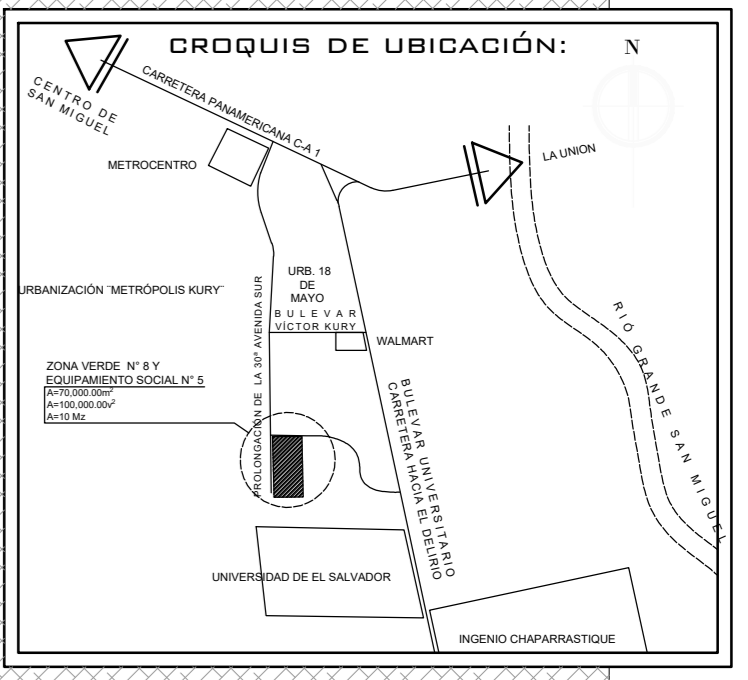 CROQUIS DE UBICACIÓN:
N
CENTRO DE
SAN MIGUEL
CARRETERA PANAMERICANA C-A 1
METROCENTRO
LA UNION
URBANIZACIÓN ¨METRÓPOLIS KURY¨
URB. 18
DE
MAYO
BULEVAR
VÍCTOR KURY
WALMART
PROLONGACIÓN DE LA 30ª AVENIDA SUR
ZONA VERDE N° 8 Y
EQUIPAMIENTO SOCIAL N° 5
A=70,000.00m²
A=100,000.00v²
A=10 Mz
BULEVAR UNIVERSITARIO
CARRETERA HACIA EL DELIRIO
RIÓ GRANDE SAN MIGUEL
UNIVERSIDAD DE EL SALVADOR
INGENIO CHAPARRASTIQUE